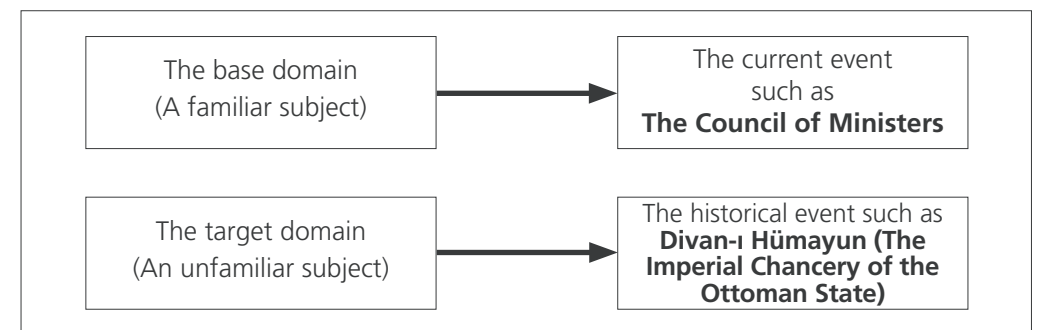 The base domain
(A familiar subject)
The current event
such as
The Council of Ministers
The target domain
(An unfamiliar subject)
The historical event such as
Divan-ı Hümayun (The
Imperial Chancery of the
Ottoman State)